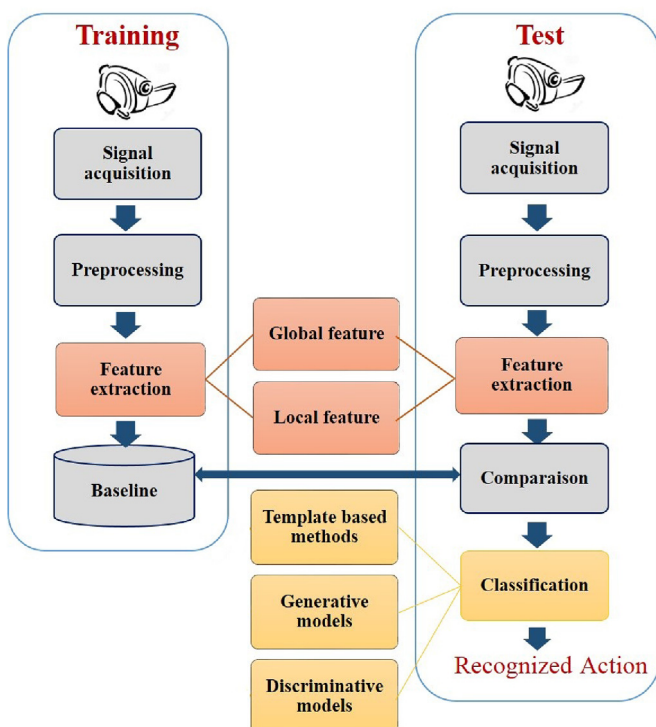 Training
Signal
acquisition
Preprocessing
Feature
extraction
Baseline
Global feature
Local feature
Template based
methods
Generative
models
Discriminative
models
Test
Signal
acquisition
Preprocessing
Feature
extraction
Comparaison
Classification
Recognized Action